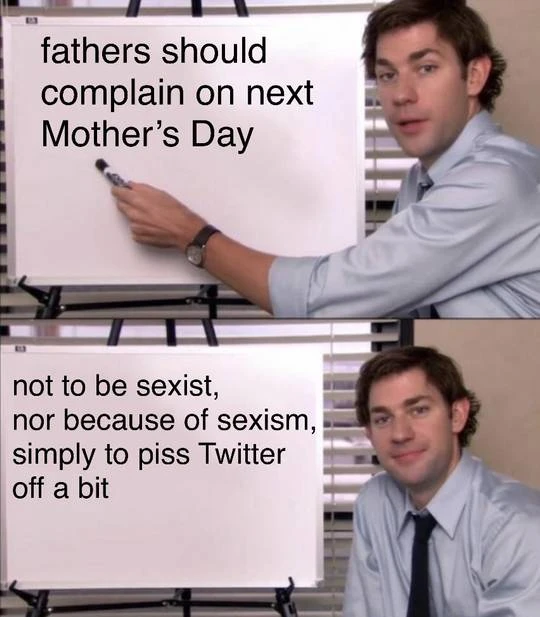 fathers should
complain on next
Mother’s Day
not to be sexist,
nor because of sexism,
simply to piss Twitter
off a bit